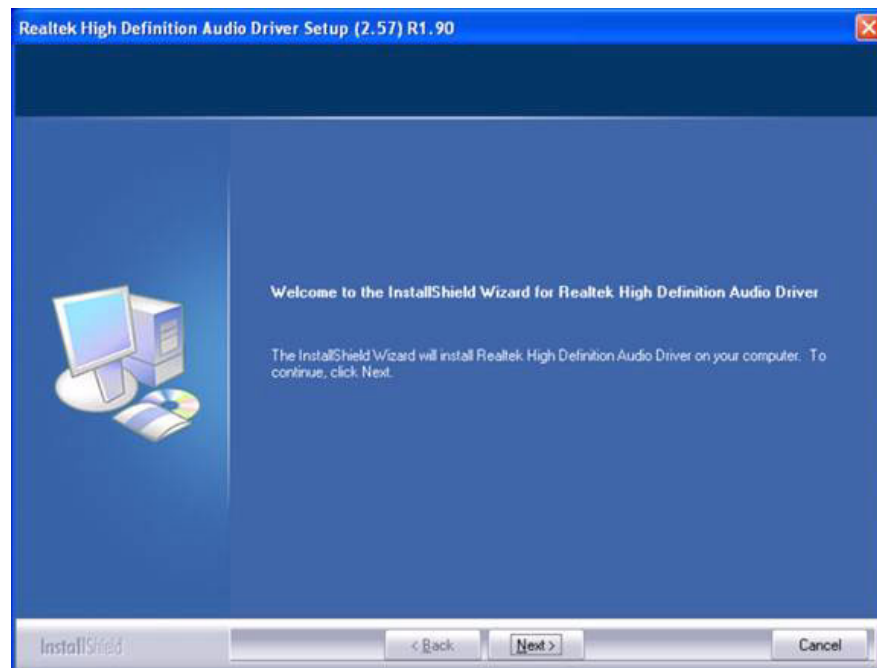 Realtek High Definition Audio Driver Setup (2.57) R1.90
Welcome to the InstallShield Wizard for Realtek High Definition Audio Driver
The InstallShield Wizard will install Realtek High Definition Audio Driver on your computer. To
continue, click Next.
InstallShield
< Back
Next >
Cancel